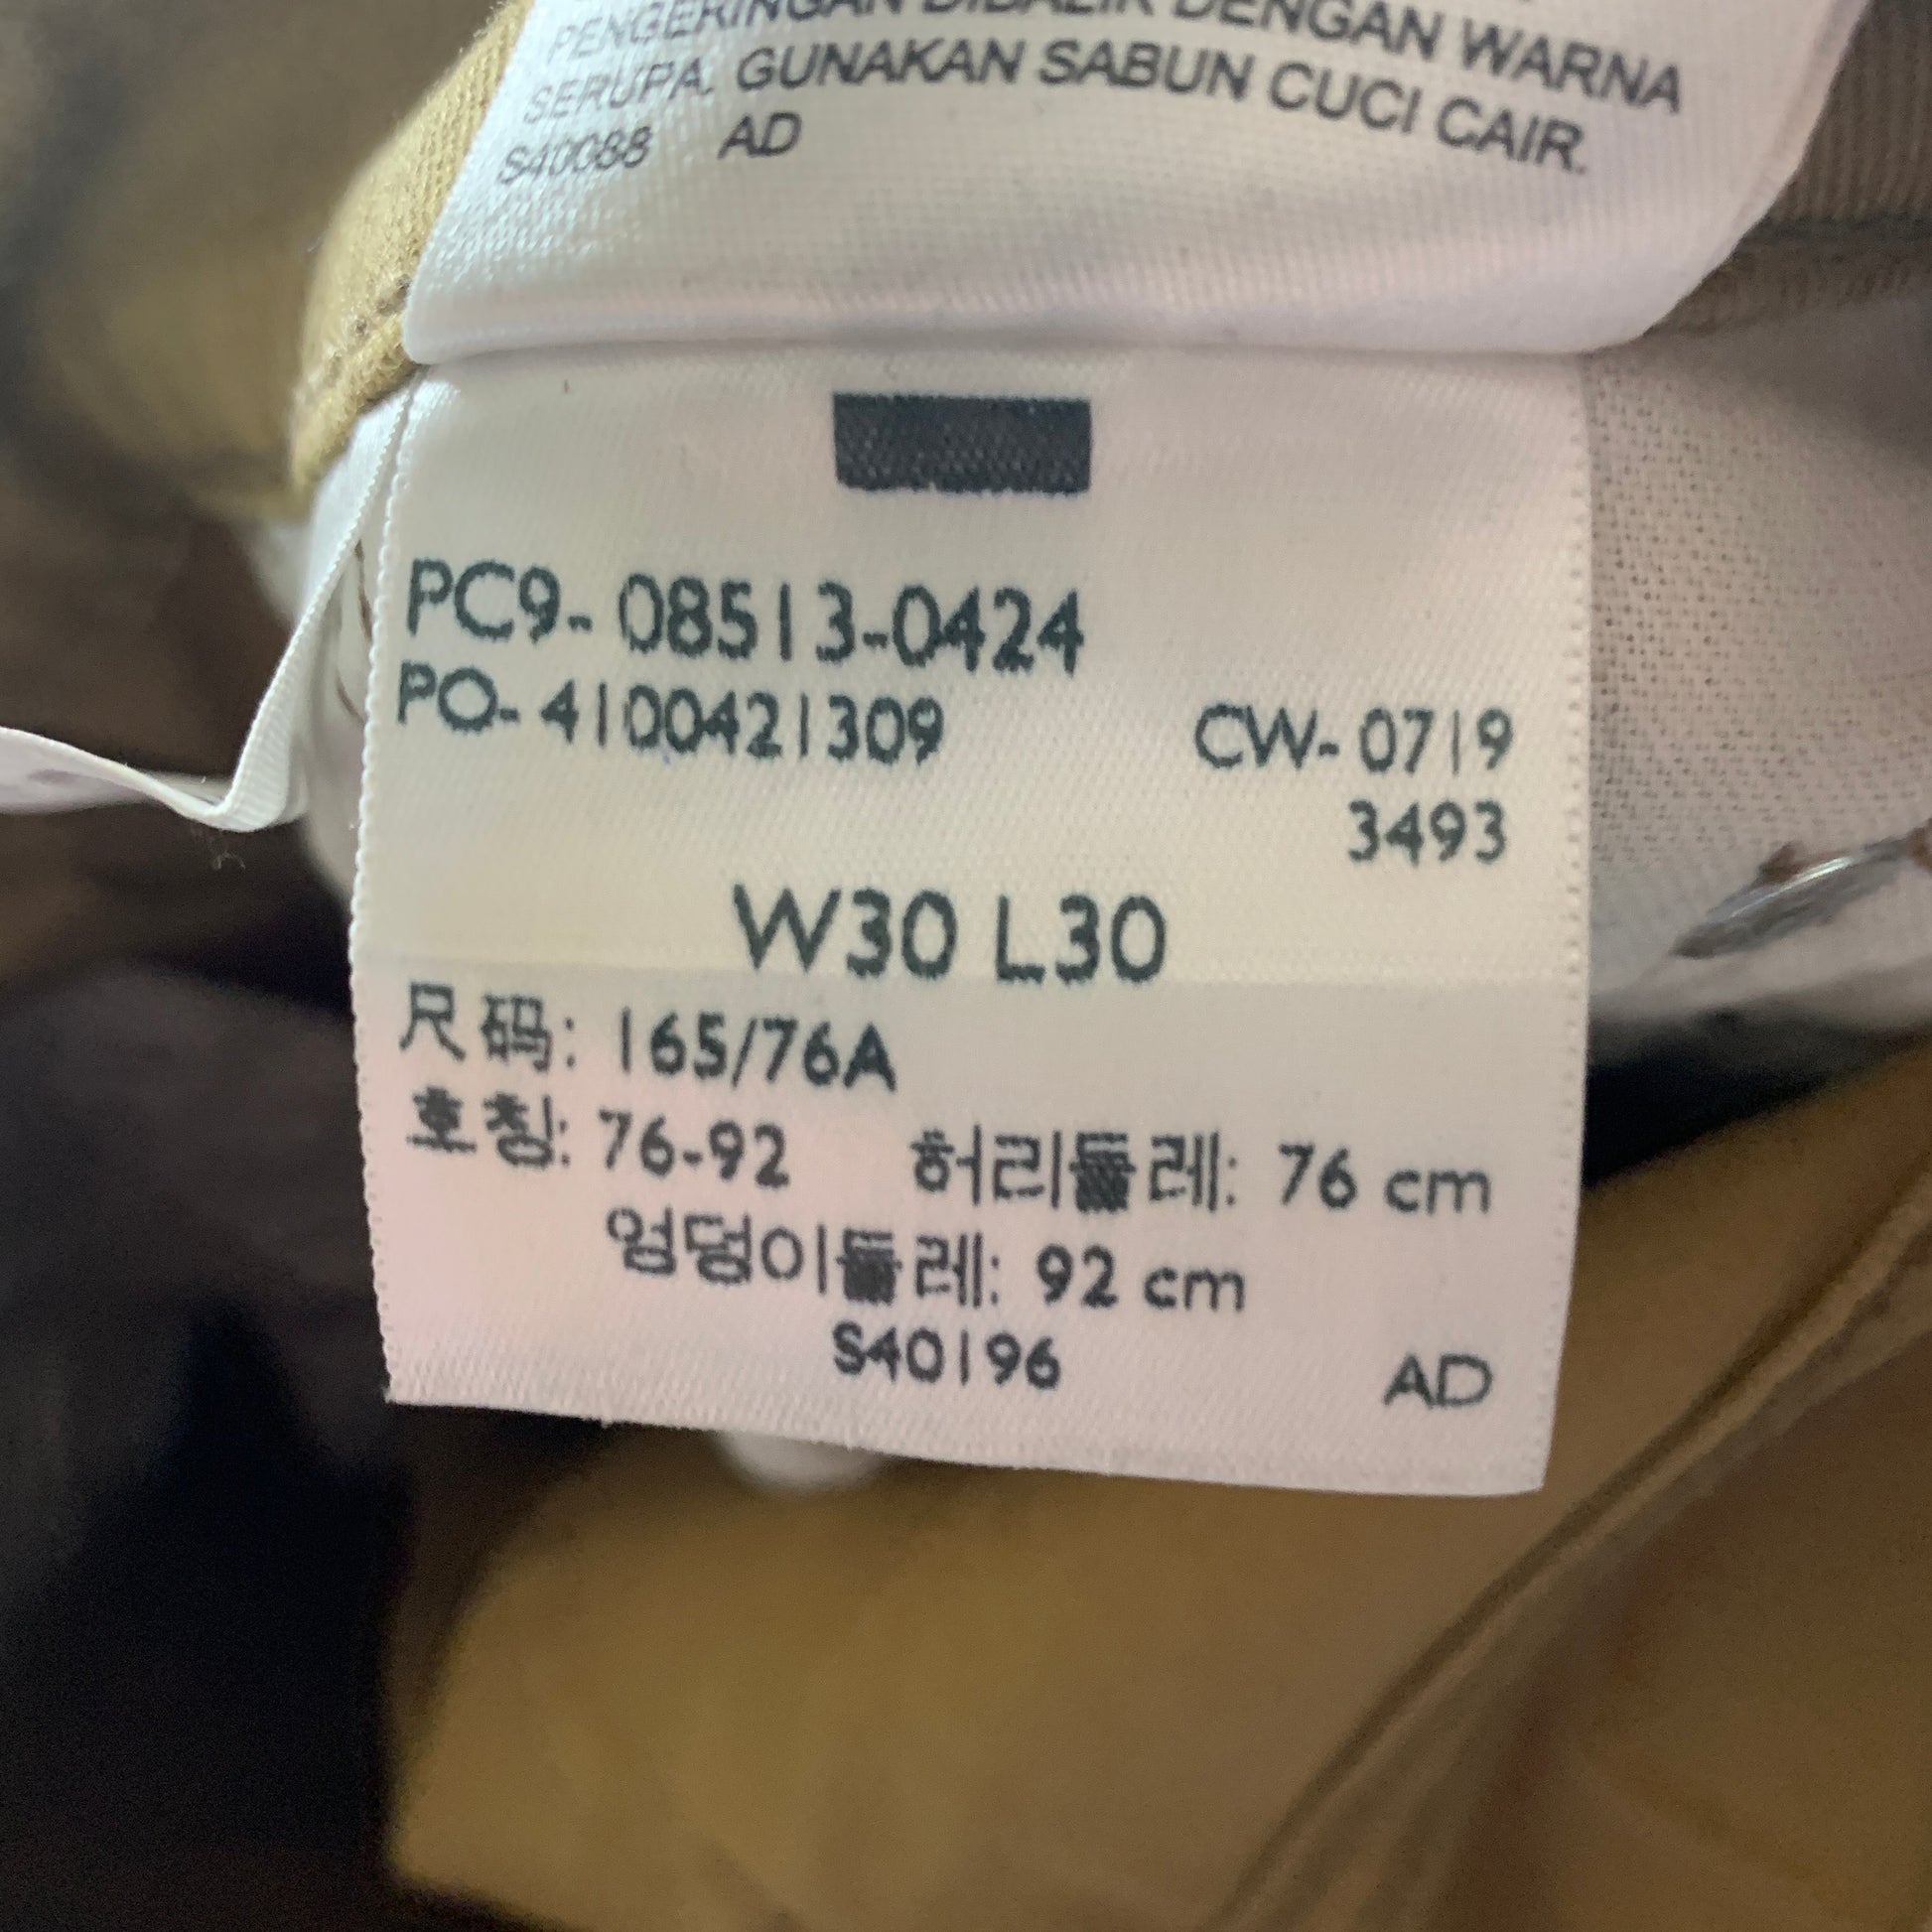 PENGERINGAN DIBALIK DENGAN WARNA
SERUPA. GUNAKAN SABUN CUCI CAIR.
S40088 AD
PC9-08513-0424
PO-4100421309 CW-0719
3493
W30 L30
尺码: 165/76A
호칭: 76-92 허리둘레: 76 cm
엉덩이둘레: 92 cm
S40196 AD